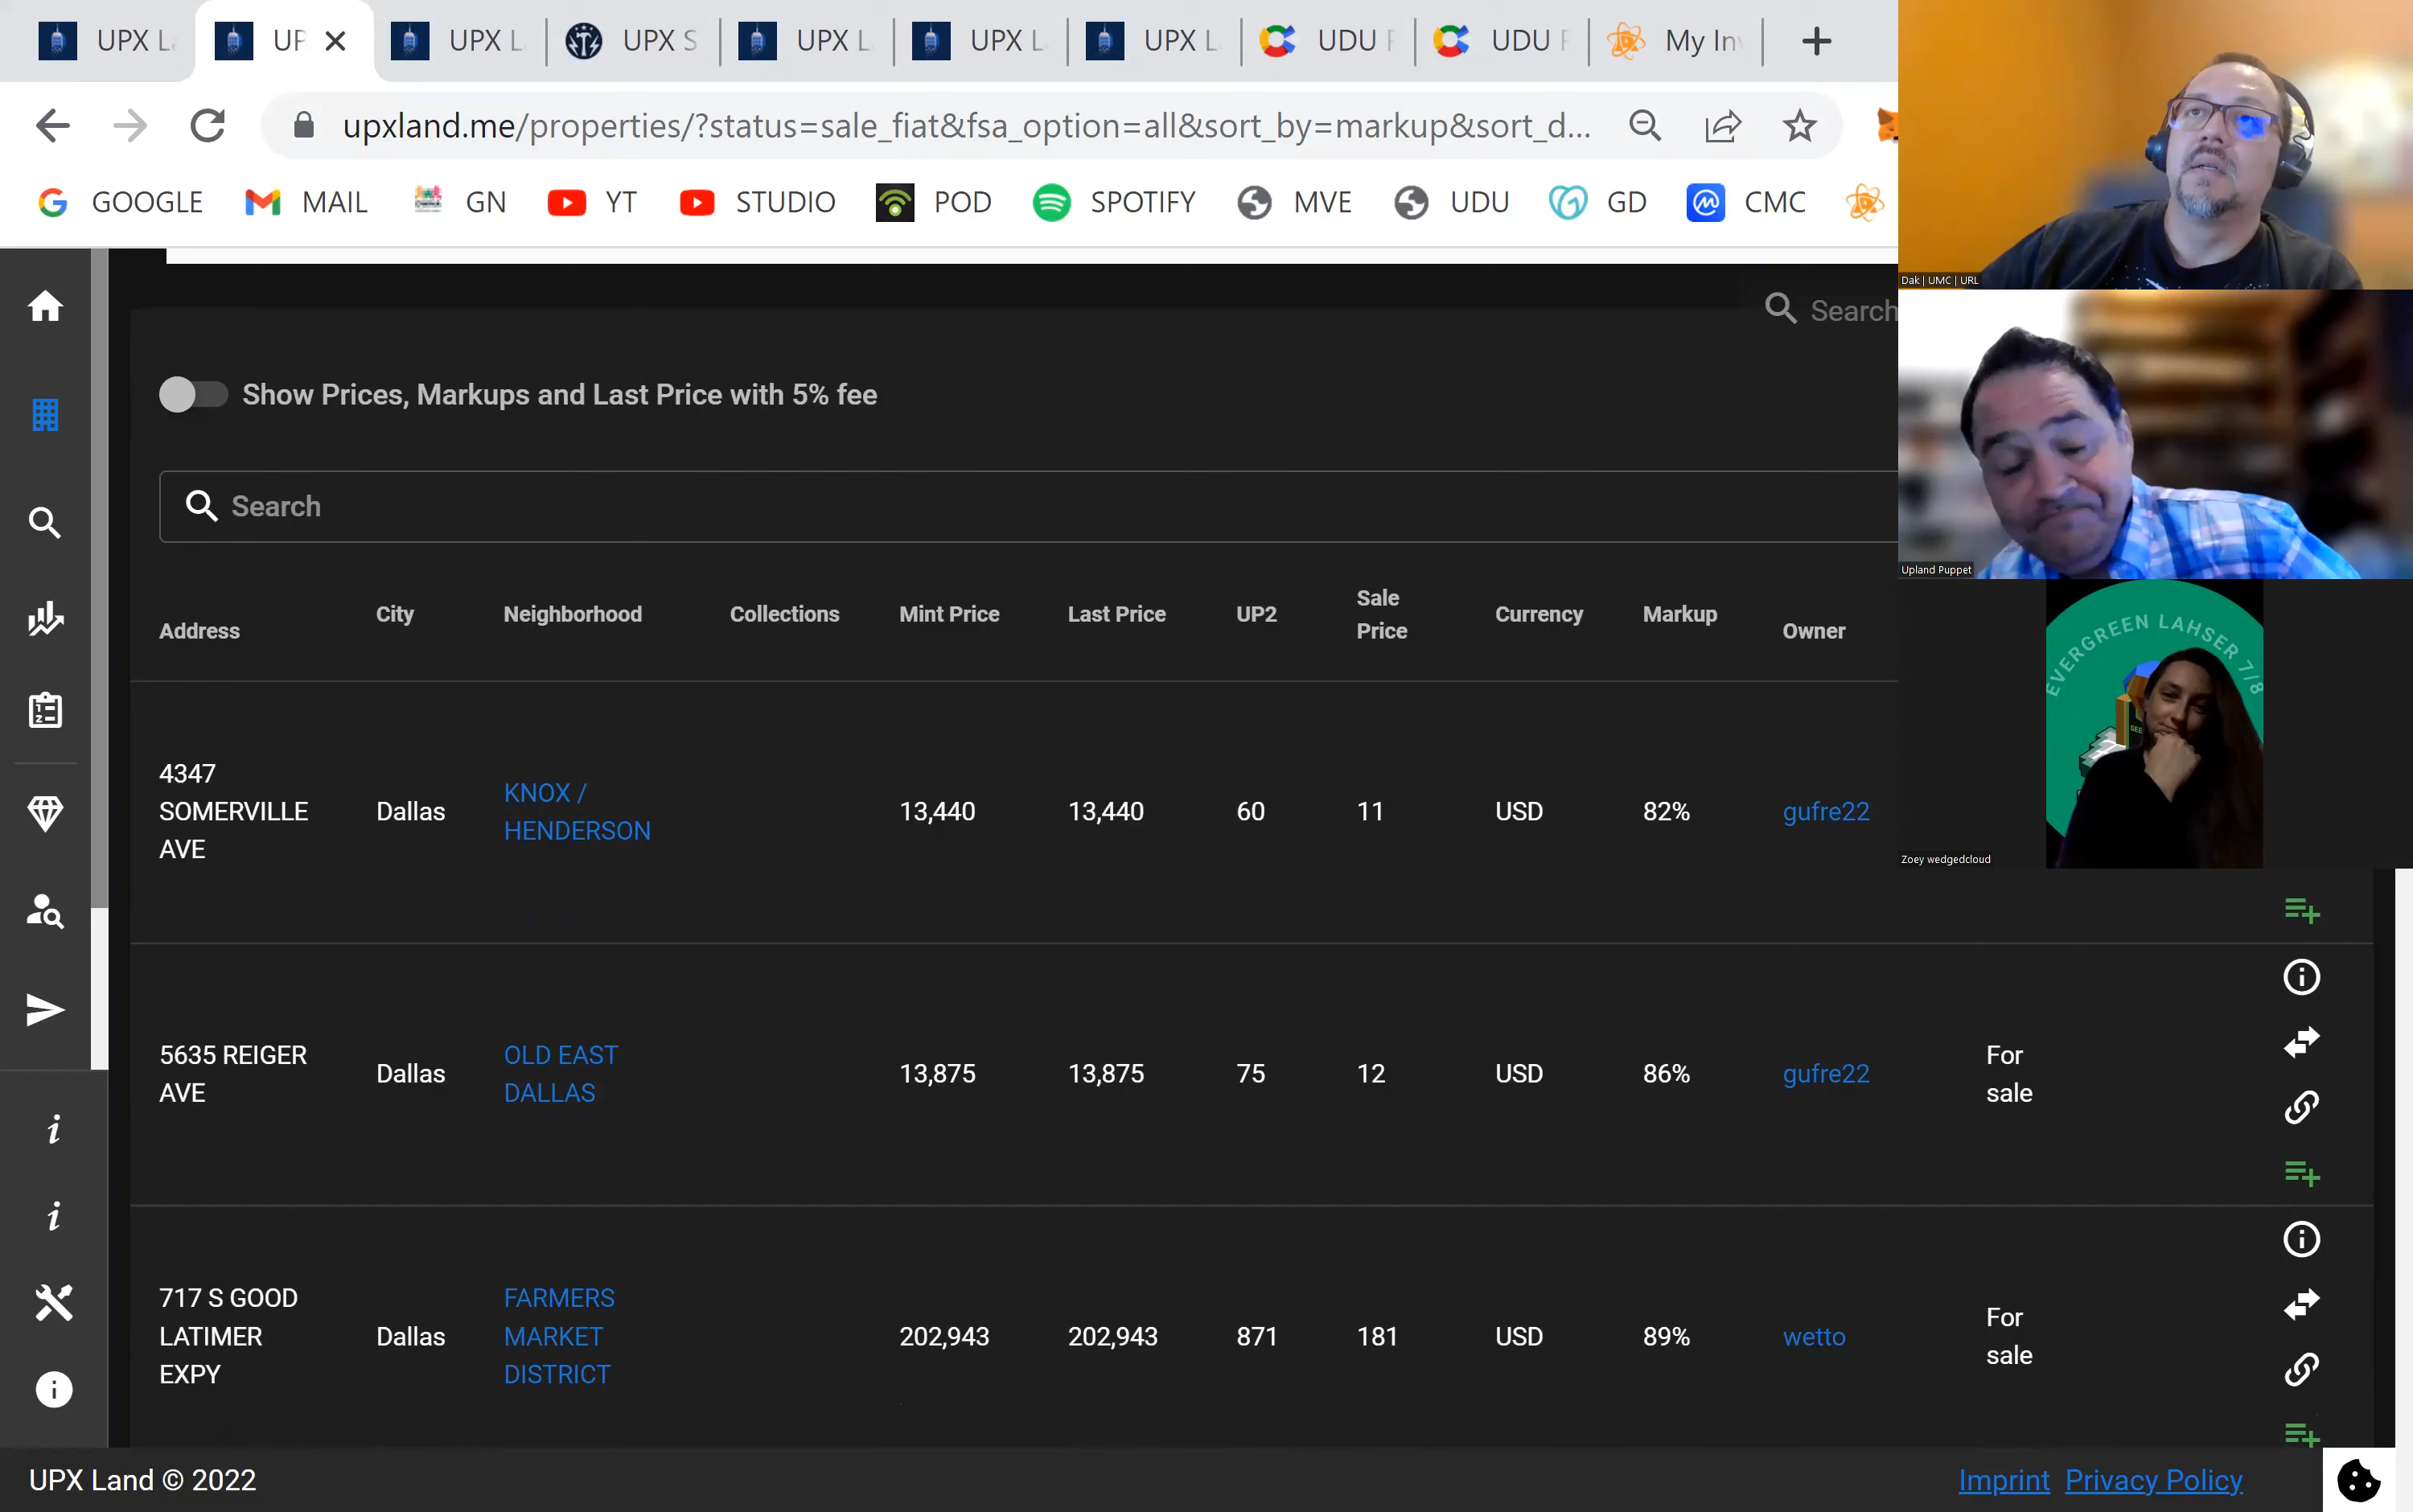 UPX L
UP
UPX L
UPX S
UPX L
UPX L
UPX L
UDU F
UDU F
My In
upxland.me/properties/?status=sale_fiat&fsa_option=all&sort_by=markup&sort_d...
GOOGLE MAIL GN YT STUDIO POD SPOTIFY MVE UDU GD CMC
Dak | UMC | URL
Search
Show Prices, Markups and Last Price with 5% fee
Search
Upland Puppet
Address City Neighborhood Collections Mint Price Last Price UP2 Sale Price Currency Markup Owner
EVERGREEN LAHSER 7/8
SEE
Zoey wedgedcloud
4347
SOMERVILLE
AVE
Dallas
KNOX /
HENDERSON
13,440 13,440 60 11 USD 82% gufre22
5635 REIGER
AVE
Dallas
OLD EAST
DALLAS
13,875 13,875 75 12 USD 86% gufre22
For
sale
717 S GOOD
LATIMER
EXPY
Dallas
FARMERS
MARKET
DISTRICT
202,943 202,943 871 181 USD 89% wetto
For
sale
UPX Land © 2022
Imprint Privacy Policy